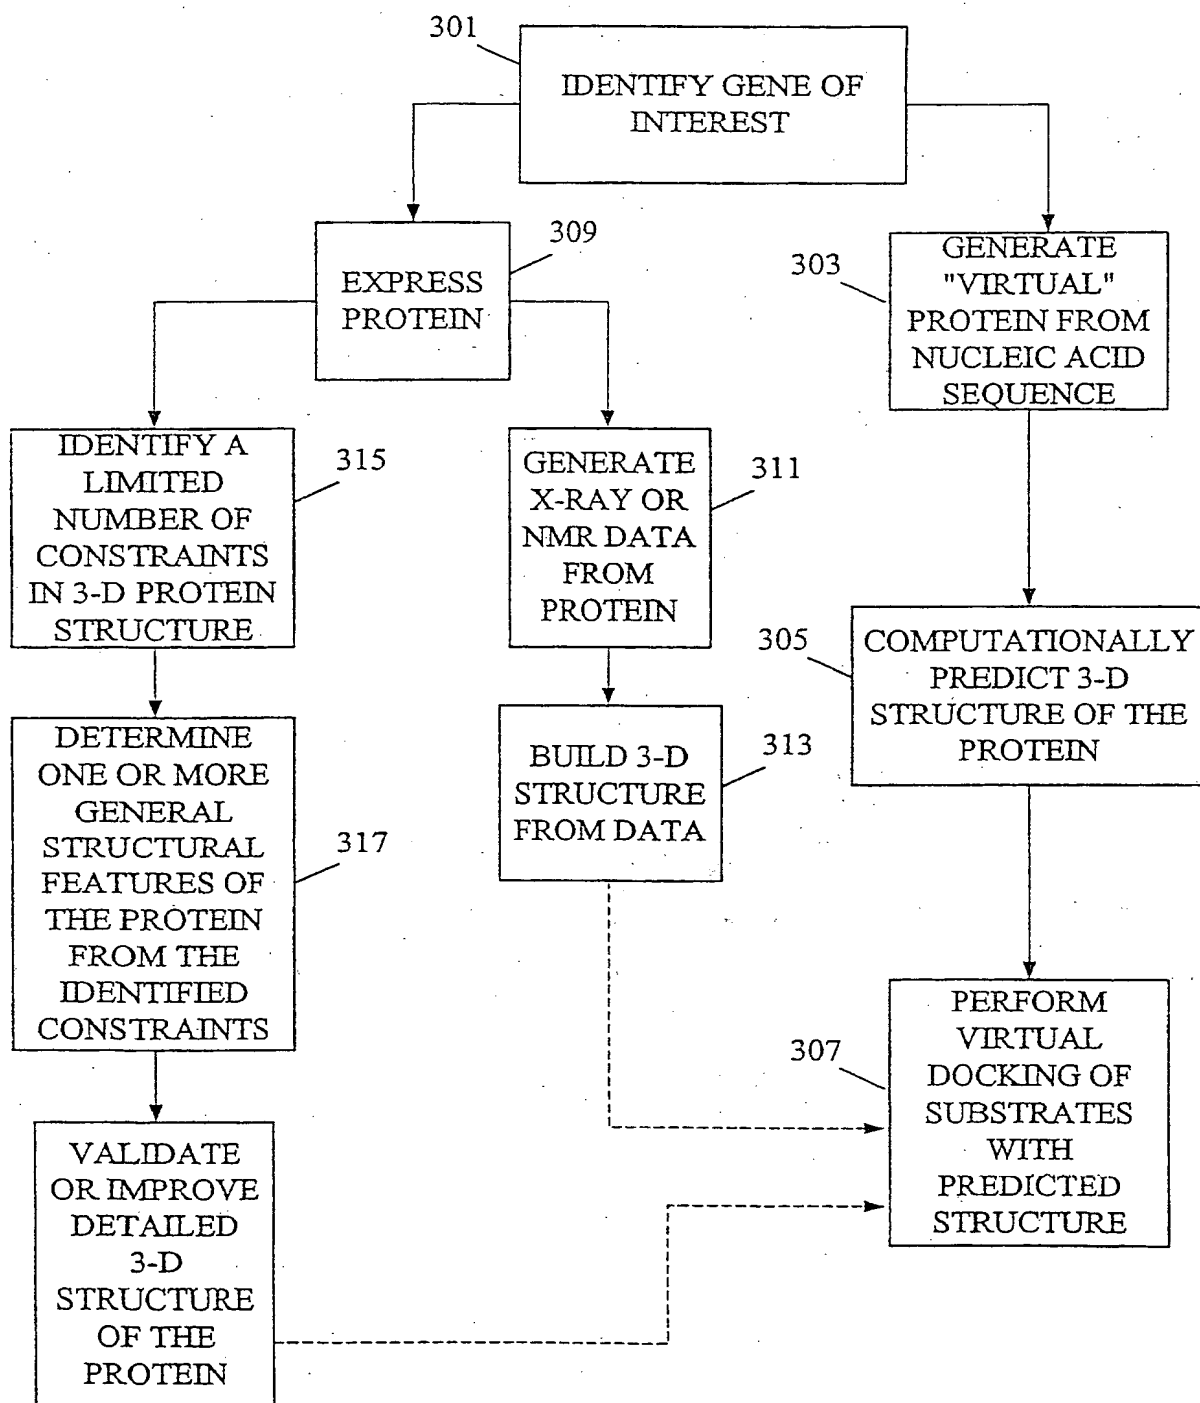 301
IDENTIFY GENE OF
INTEREST
309
EXPRESS
PROTEIN
303
GENERATE
"VIRTUAL"
PROTEIN FROM
NUCLEIC ACID
SEQUENCE
315
IDENTIFY A
LIMITED
NUMBER OF
CONSTRAINTS
IN 3-D PROTEIN
STRUCTURE
311
GENERATE
X-RAY OR
NMR DATA
FROM
PROTEIN
305
COMPUTATIONALLY
PREDICT 3-D
STRUCTURE OF THE
PROTEIN
317
DETERMINE
ONE OR MORE
GENERAL
STRUCTURAL
FEATURES OF
THE PROTEIN
FROM THE
IDENTIFIED
CONSTRAINTS
313
BUILD 3-D
STRUCTURE
FROM DATA
307
PERFORM
VIRTUAL
DOCKING OF
SUBSTRATES
WITH
PREDICTED
STRUCTURE
VALIDATE
OR IMPROVE
DETAILED
3-D
STRUCTURE
OF THE
PROTEIN